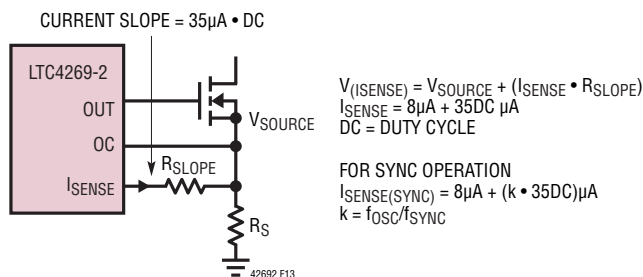 CURRENT SLOPE = 35µA • DC
LTC4269-2
OUT
OC
ISENSE
RSLOPE
VSOURCE
RS
V(ISENSE) = VSOURCE + (ISENSE • RSLOPE)
ISENSE = 8µA + 35DC µA
DC = DUTY CYCLE
FOR SYNC OPERATION
ISENSE(SYNC) = 8µA + (k • 35DC)µA
k = fOSC/fSYNC
42692 F13